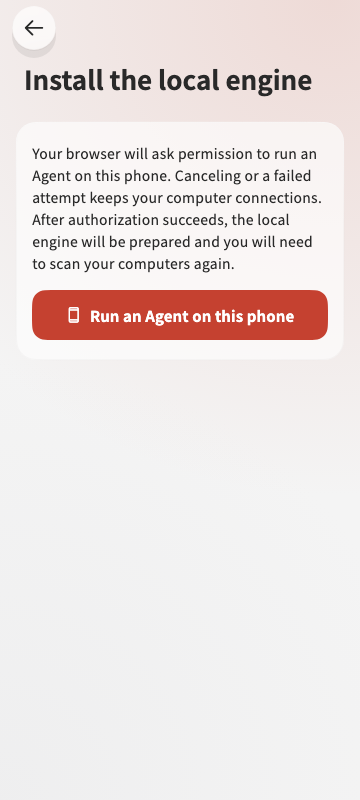 Install the local engine
Your browser will ask permission to run an
Agent on this phone. Canceling or a failed
attempt keeps your computer connections.
After authorization succeeds, the local
engine will be prepared and you will need
to scan your computers again.
Run an Agent on this phone